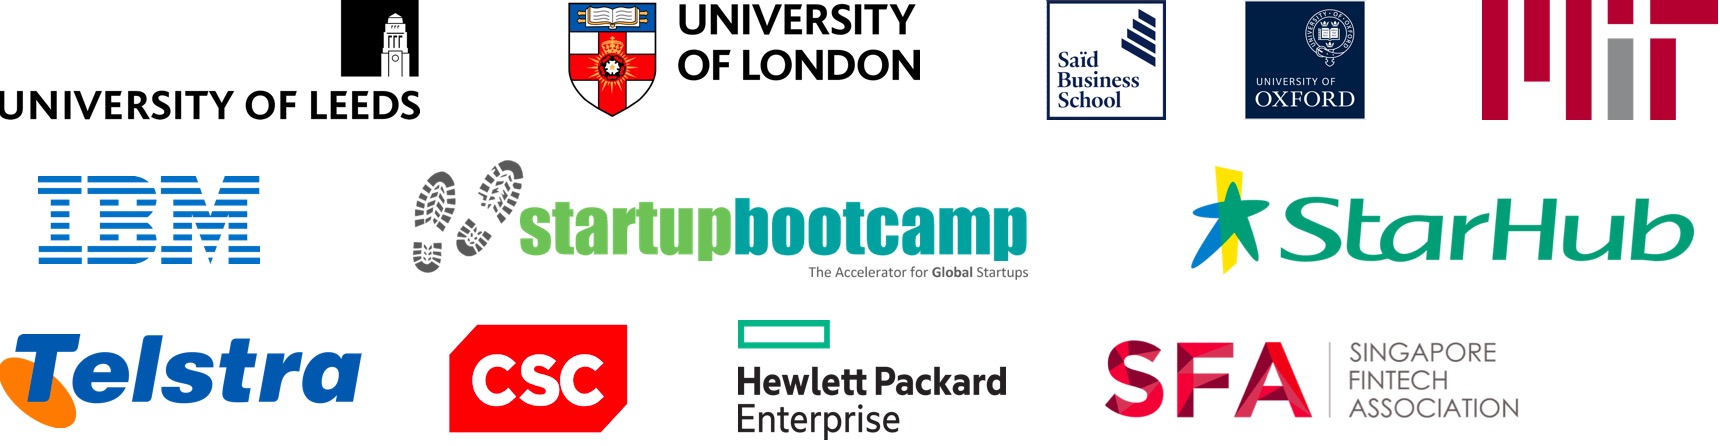 UNIVERSITY OF LEEDS
UNIVERSITY
OF LONDON
Saïd
Business
School
UNIVERSITY OF
OXFORD
MIT
IBM
startupbootcamp
The Accelerator for Global Startups
StarHub
Telstra
CSC
Hewlett Packard
Enterprise
SFA
SINGAPORE
FINTECH
ASSOCIATION